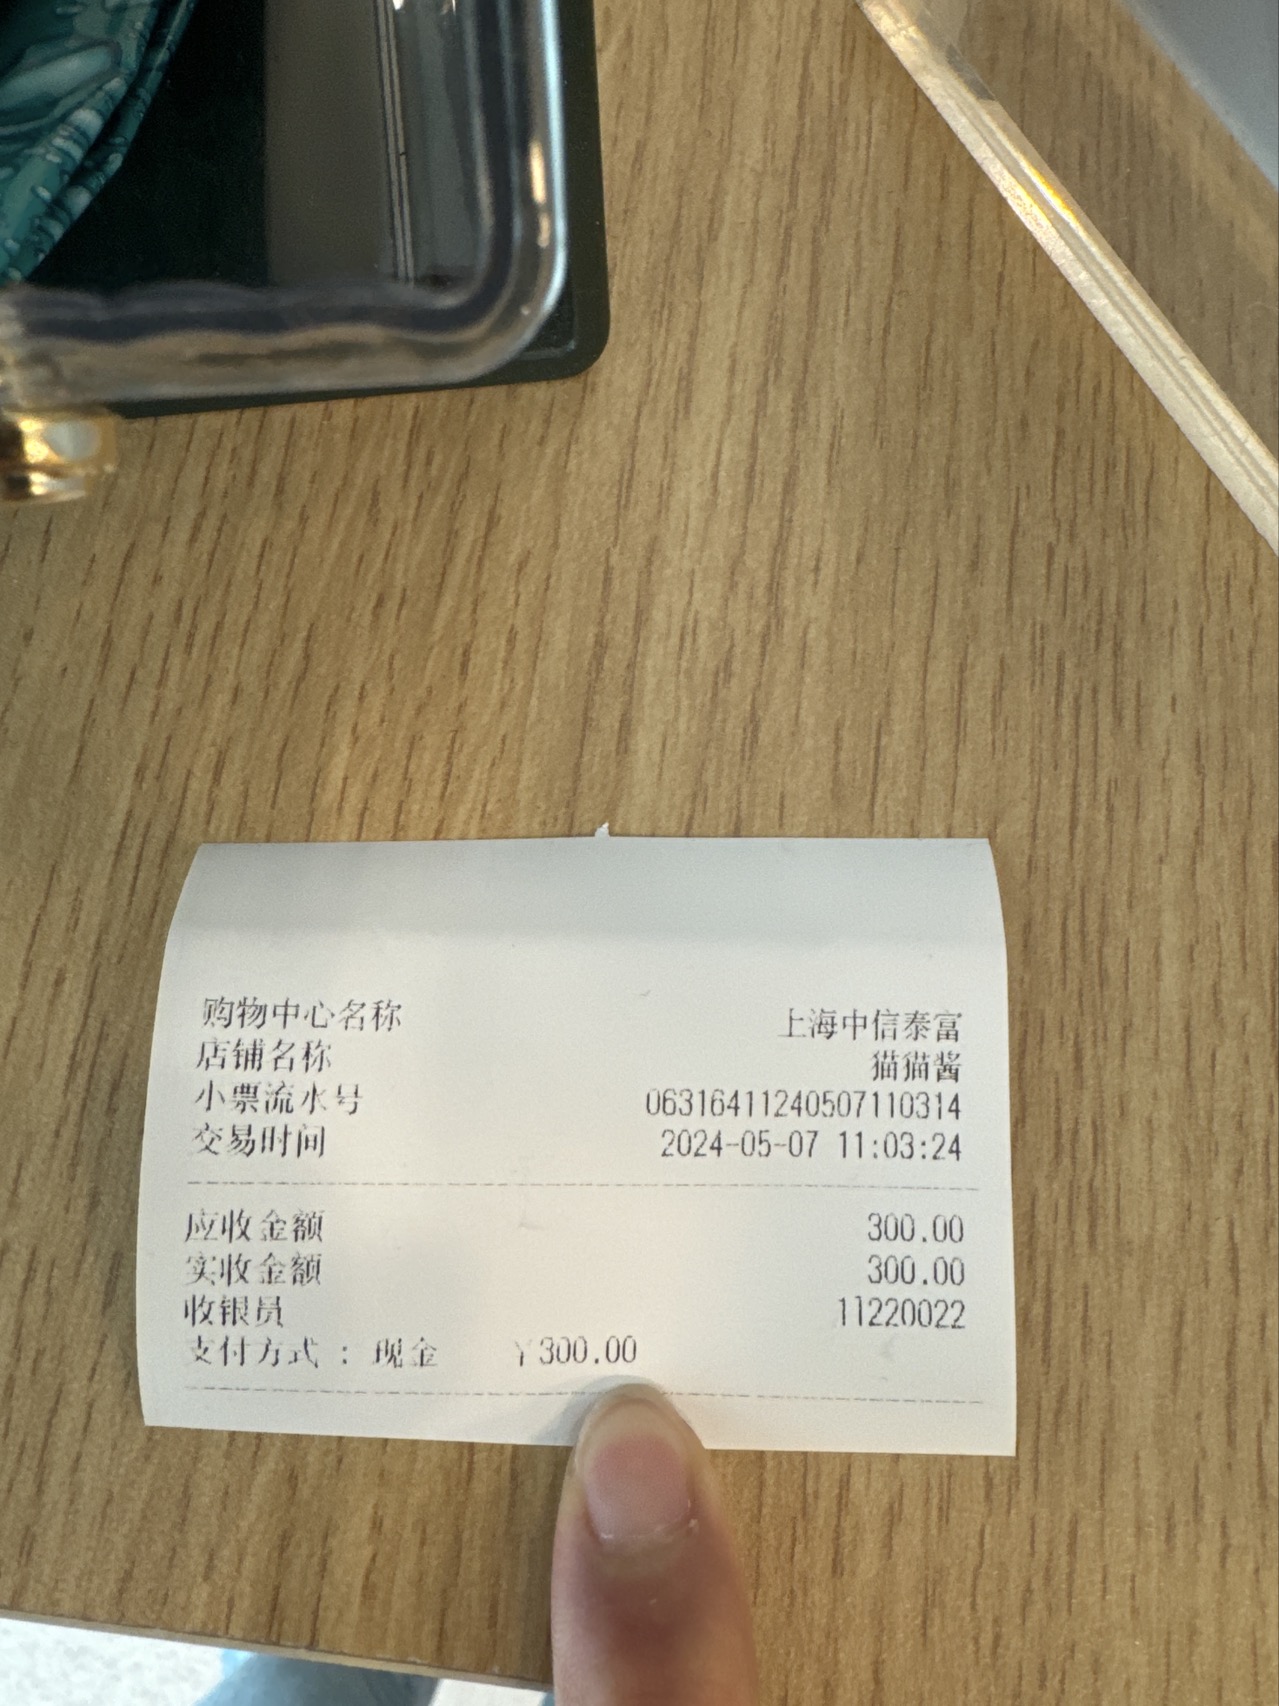 购物中心名称 上海中信泰富
店铺名称 猫猫酱
小票流水号 06316411240507110314
交易时间 2024-05-07 11:03:24
应收金额 300.00
实收金额 300.00
收银员 11220022
支付方式 : 现金 ¥300.00